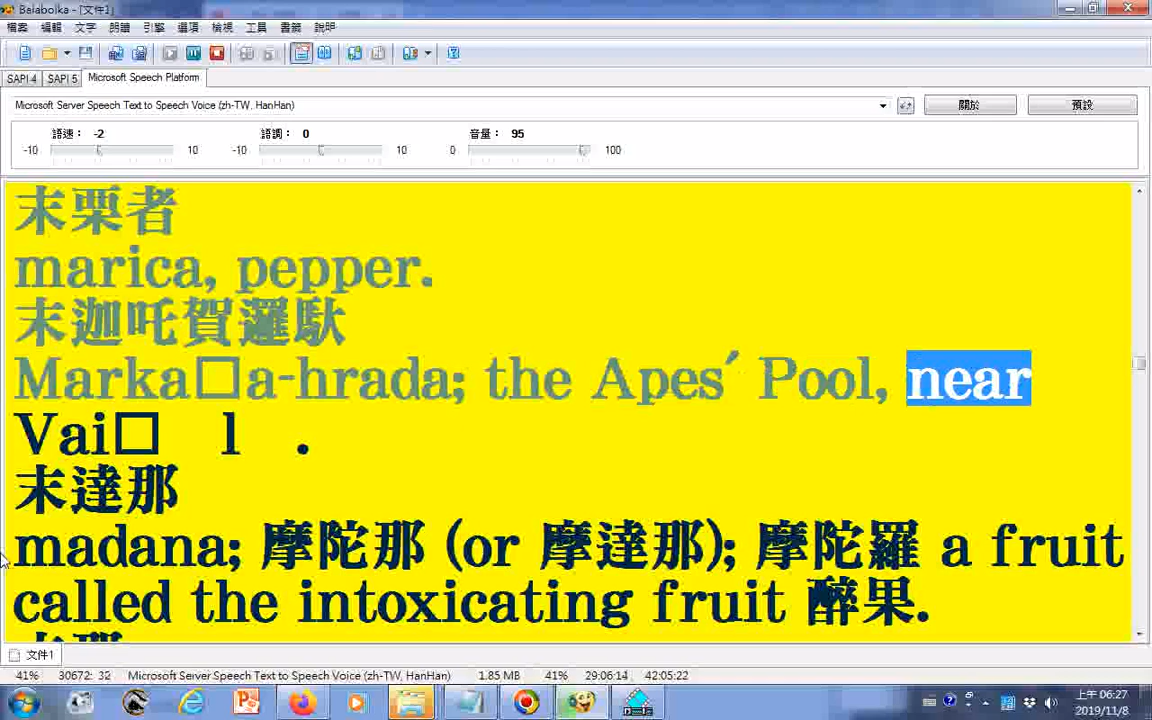 Balabolka - [文件1]
檔案 編輯 文字 朗讀 引擎 選項 檢視 工具 書籤 說明
SAPI 4 SAPI 5 Microsoft Speech Platform
Microsoft Server Speech Text to Speech Voice (zh-TW, HanHan) 關於 預設
語速： -2 語調： 0 音量： 95
-10 10 -10 10 0 100
末栗者
marica, pepper.
末迦吒賀邏馱
Marka□a-hrada; the Apes′ Pool, near
Vai□ l .
末達那
madana; 摩陀那 (or 摩達那); 摩陀羅 a fruit
called the intoxicating fruit 醉果.
文件1
41% 30672: 32 Microsoft Server Speech Text to Speech Voice (zh-TW, HanHan) 1.85 MB 41% 29:06:14 42:05:22
上午 06:27
2019/11/8